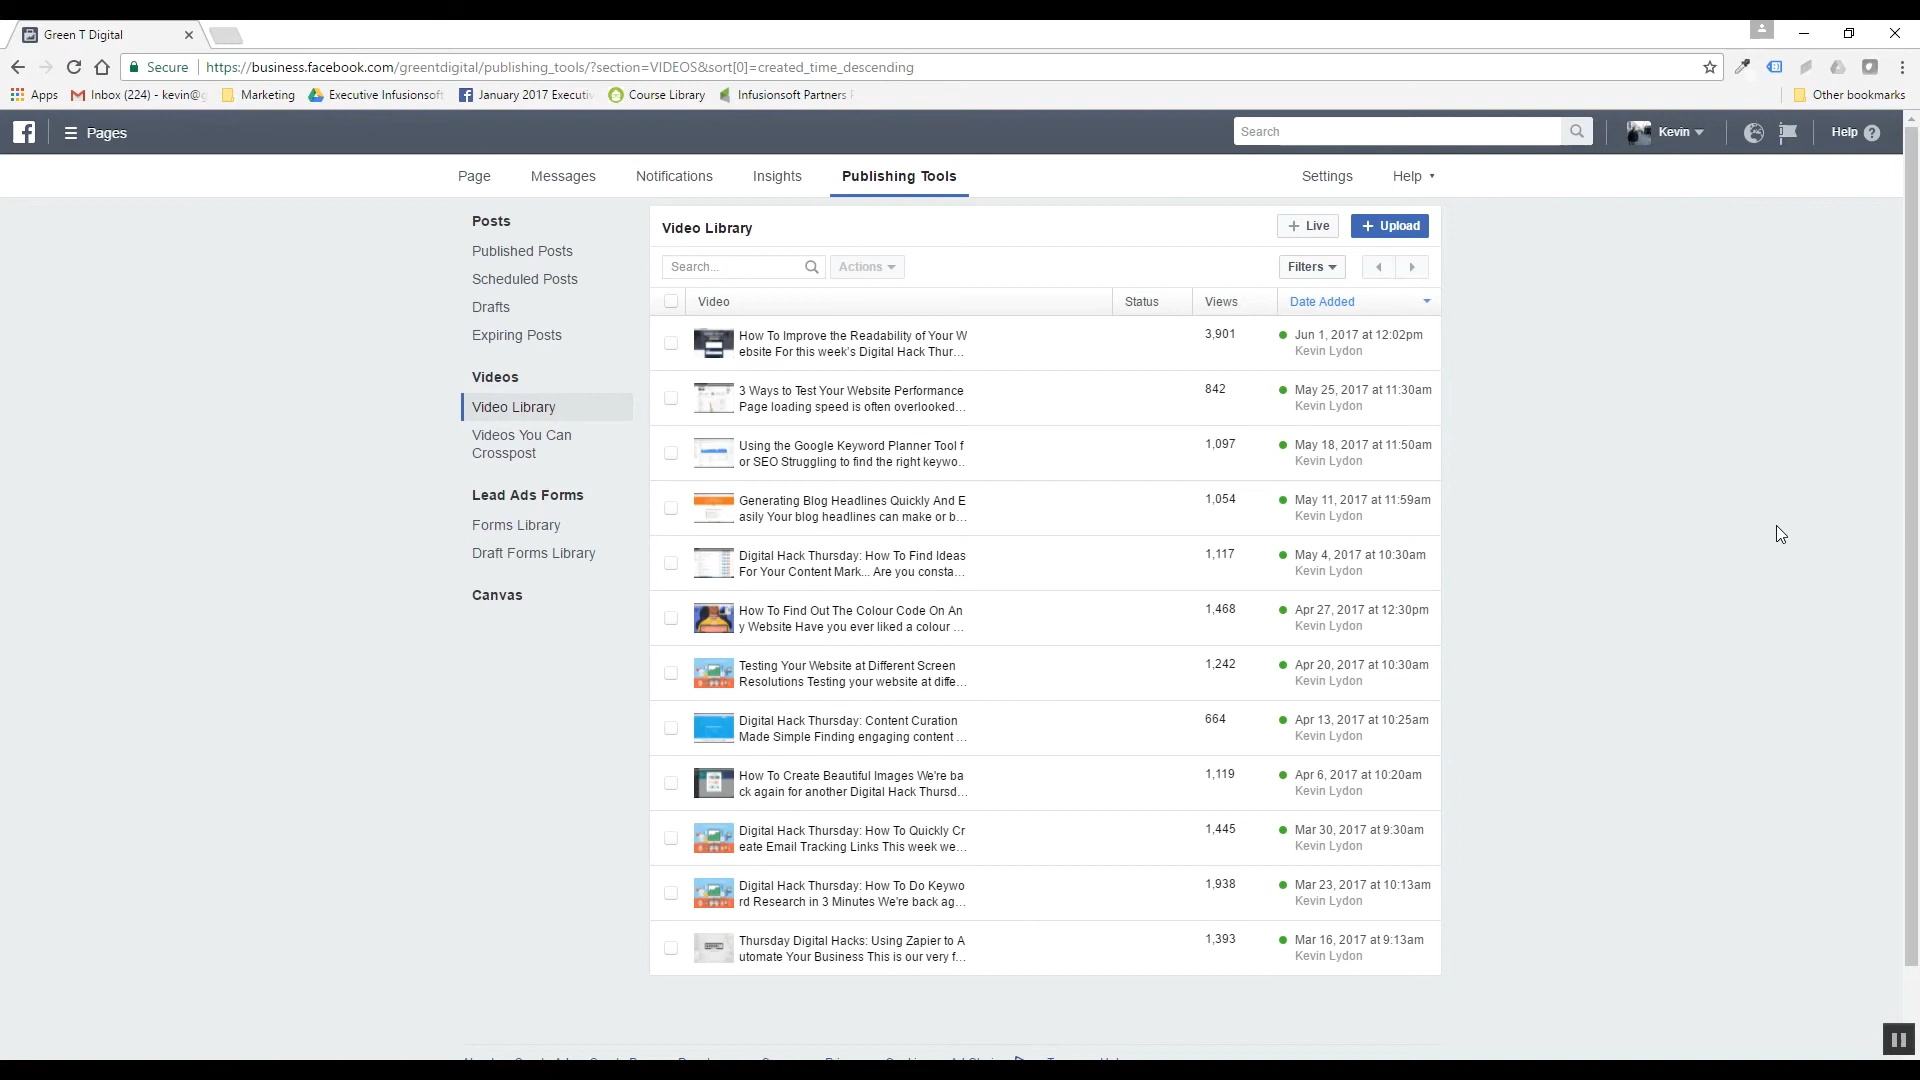 Green T Digital
Secure
https://business.facebook.com/greentdigital/publishing_tools/?section=VIDEOS&sort[0]=created_time_descending
Apps
Inbox (224) - kevin@g
Marketing
Executive Infusionsoft
January 2017 Executiv
Course Library
Infusionsoft Partners
Other bookmarks
Pages
Search
Kevin
Help
Page
Messages
Notifications
Insights
Publishing Tools
Settings
Help
Posts
Published Posts
Scheduled Posts
Drafts
Expiring Posts
Videos
Video Library
Videos You Can
Crosspost
Lead Ads Forms
Forms Library
Draft Forms Library
Canvas
Video Library
+ Live
+ Upload
Search...
Actions
Filters
Video
Status
Views
Date Added
How To Improve the Readability of Your W
ebsite For this week's Digital Hack Thur...
3,901
Jun 1, 2017 at 12:02pm
Kevin Lydon
3 Ways to Test Your Website Performance
Page loading speed is often overlooked...
842
May 25, 2017 at 11:30am
Kevin Lydon
Using the Google Keyword Planner Tool f
or SEO Struggling to find the right keywo..
1,097
May 18, 2017 at 11:50am
Kevin Lydon
Generating Blog Headlines Quickly And E
asily Your blog headlines can make or b...
1,054
May 11, 2017 at 11:59am
Kevin Lydon
Digital Hack Thursday: How To Find Ideas
For Your Content Mark... Are you consta...
1,117
May 4, 2017 at 10:30am
Kevin Lydon
How To Find Out The Colour Code On An
y Website Have you ever liked a colour ...
1,468
Apr 27, 2017 at 12:30pm
Kevin Lydon
Testing Your Website at Different Screen
Resolutions Testing your website at diffe...
1,242
Apr 20, 2017 at 10:30am
Kevin Lydon
Digital Hack Thursday: Content Curation
Made Simple Finding engaging content ...
664
Apr 13, 2017 at 10:25am
Kevin Lydon
How To Create Beautiful Images We're ba
ck again for another Digital Hack Thursd...
1,119
Apr 6, 2017 at 10:20am
Kevin Lydon
Digital Hack Thursday: How To Quickly Cr
eate Email Tracking Links This week we...
1,445
Mar 30, 2017 at 9:30am
Kevin Lydon
Digital Hack Thursday: How To Do Keywo
rd Research in 3 Minutes We're back ag...
1,938
Mar 23, 2017 at 10:13am
Kevin Lydon
Thursday Digital Hacks: Using Zapier to A
utomate Your Business This is our very f...
1,393
Mar 16, 2017 at 9:13am
Kevin Lydon